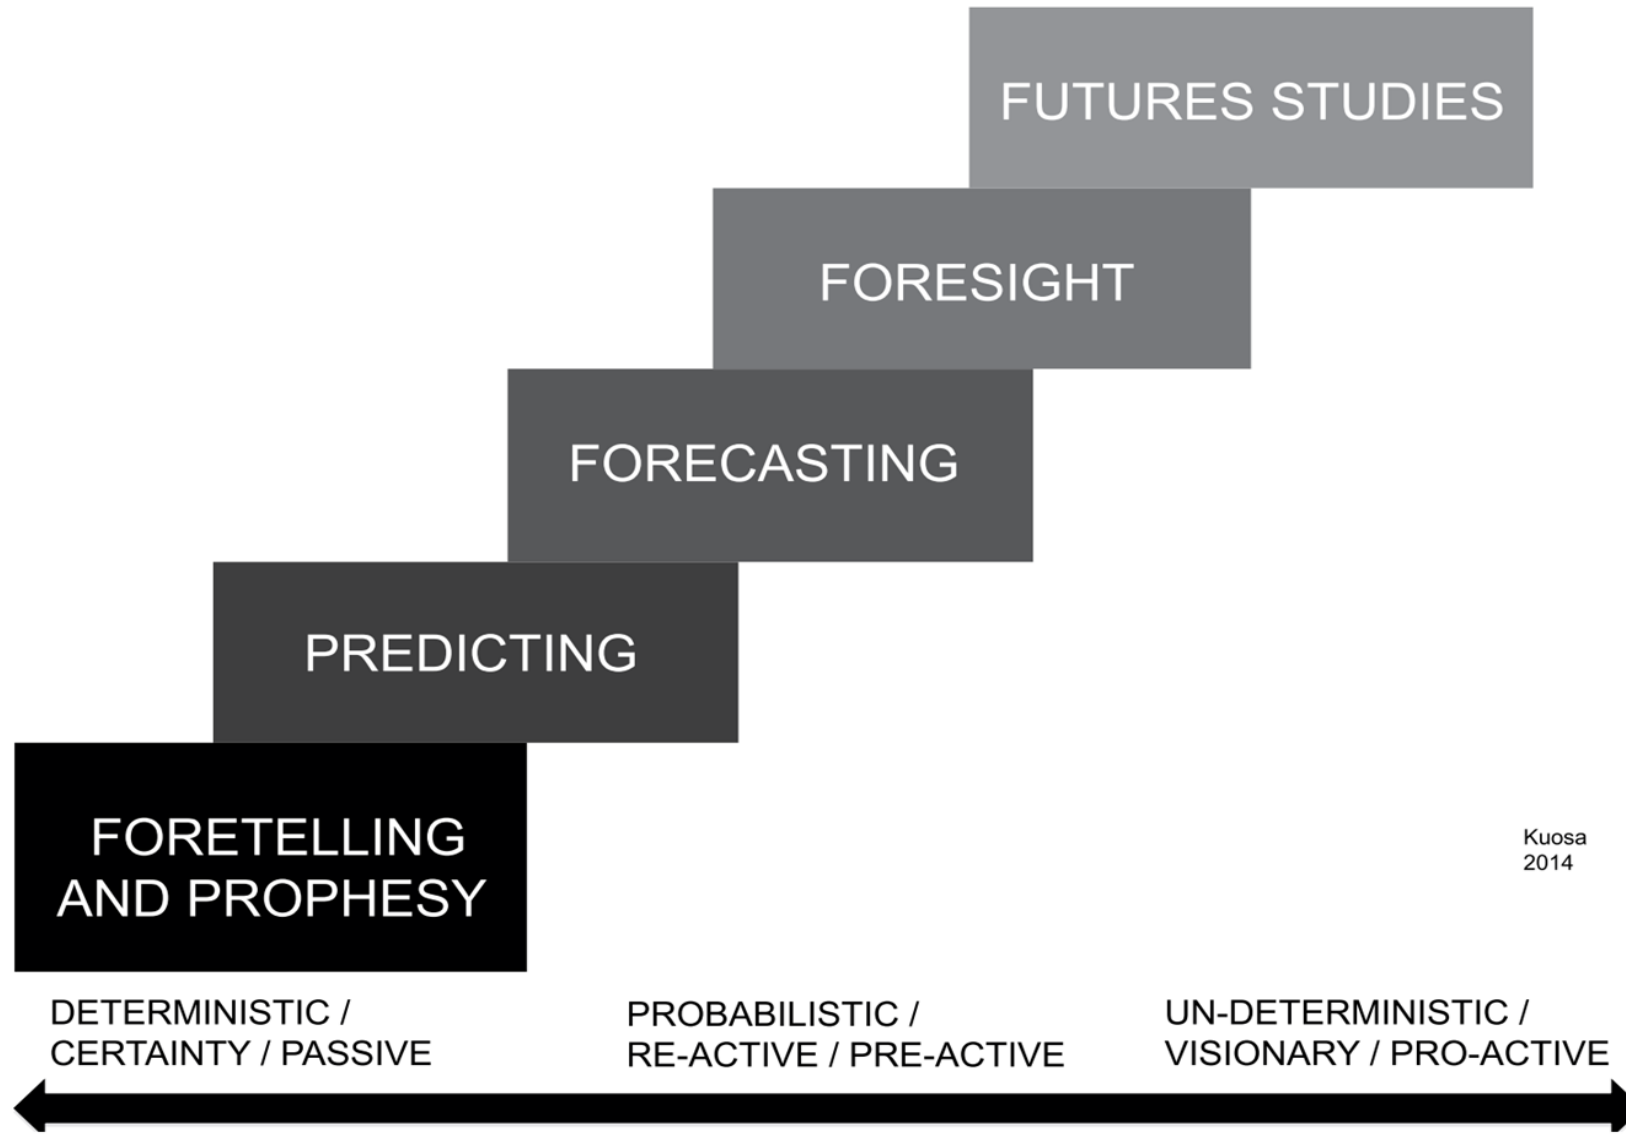 FUTURES STUDIES
FORESIGHT
FORECASTING
PREDICTING
FORETELLING
AND PROPHESY
Kuosa
2014
DETERMINISTIC /
CERTAINTY / PASSIVE
PROBABILISTIC /
RE-ACTIVE / PRE-ACTIVE
UN-DETERMINISTIC /
VISIONARY / PRO-ACTIVE